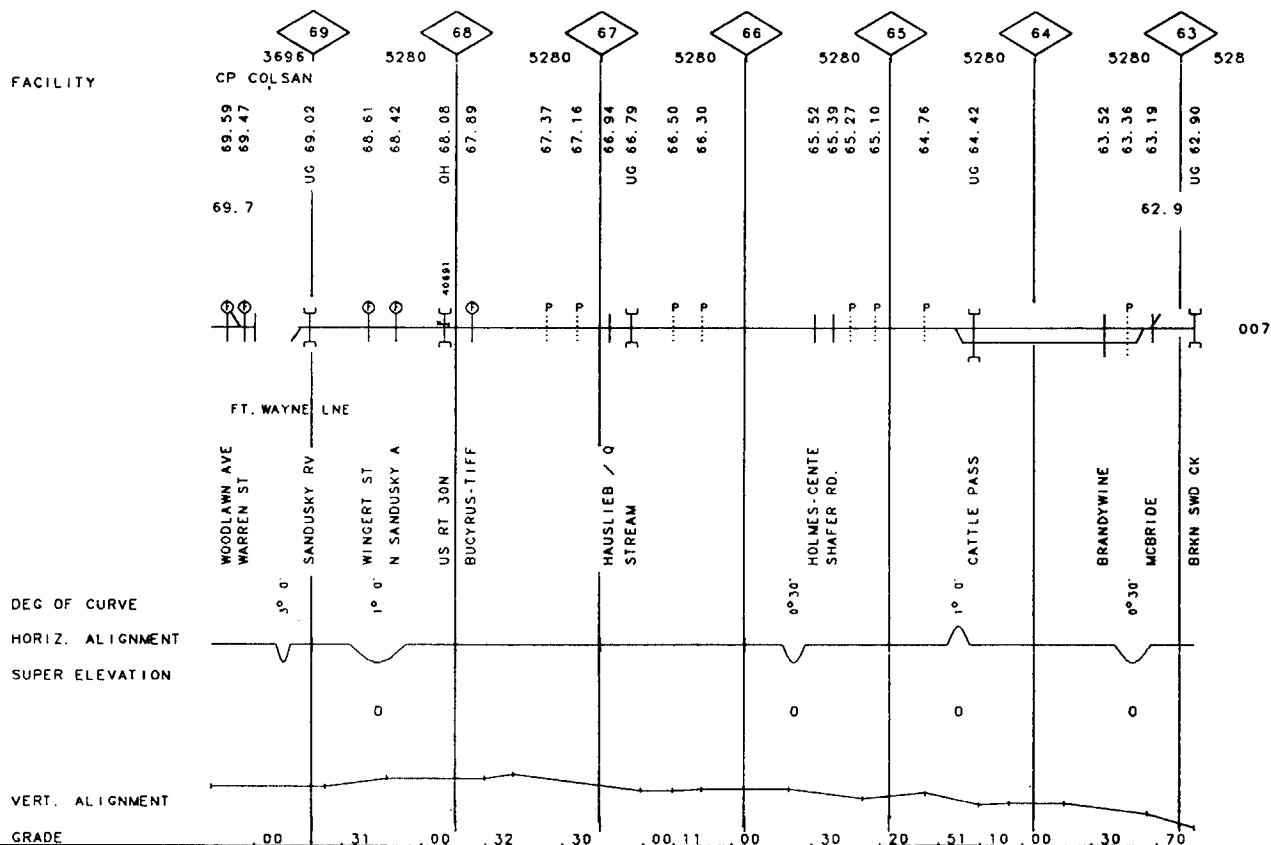 69 68 67 66 65 64 63
3696 5280 5280 5280 5280 5280 5280 528
FACILITY CP COLSAN
69.59 69.47 UG 69.02 68.61 68.42 OH 68.08 67.89 67.37 67.16 66.94 UG 66.79 66.50 66.30 65.52 65.39 65.27 65.10 64.76 UG 64.42 63.52 63.36 63.19 UG 62.90
69.7 62.9
40691
F F F F F P P P P P P P P
007
FT. WAYNE LNE
WOODLAWN AVE
WARREN ST
SANDUSKY RV
WINGERT ST
N SANDUSKY A
US RT 30N
BUCYRUS-TIFF
HAUSLIEB / Q
STREAM
HOLMES-CENTE
SHAFER RD.
CATTLE PASS
BRANDYWINE
MCBRIDE
BRKN SWD CK
DEG OF CURVE 3° 0' 1° 0' 0°30' 1° 0' 0°30'
HORIZ. ALIGNMENT
SUPER ELEVATION
0 0 0 0
VERT. ALIGNMENT
GRADE .00 .31 .00 .32 .30 .00 .11 .00 .30 .20 .51 .10 .00 .30 .70